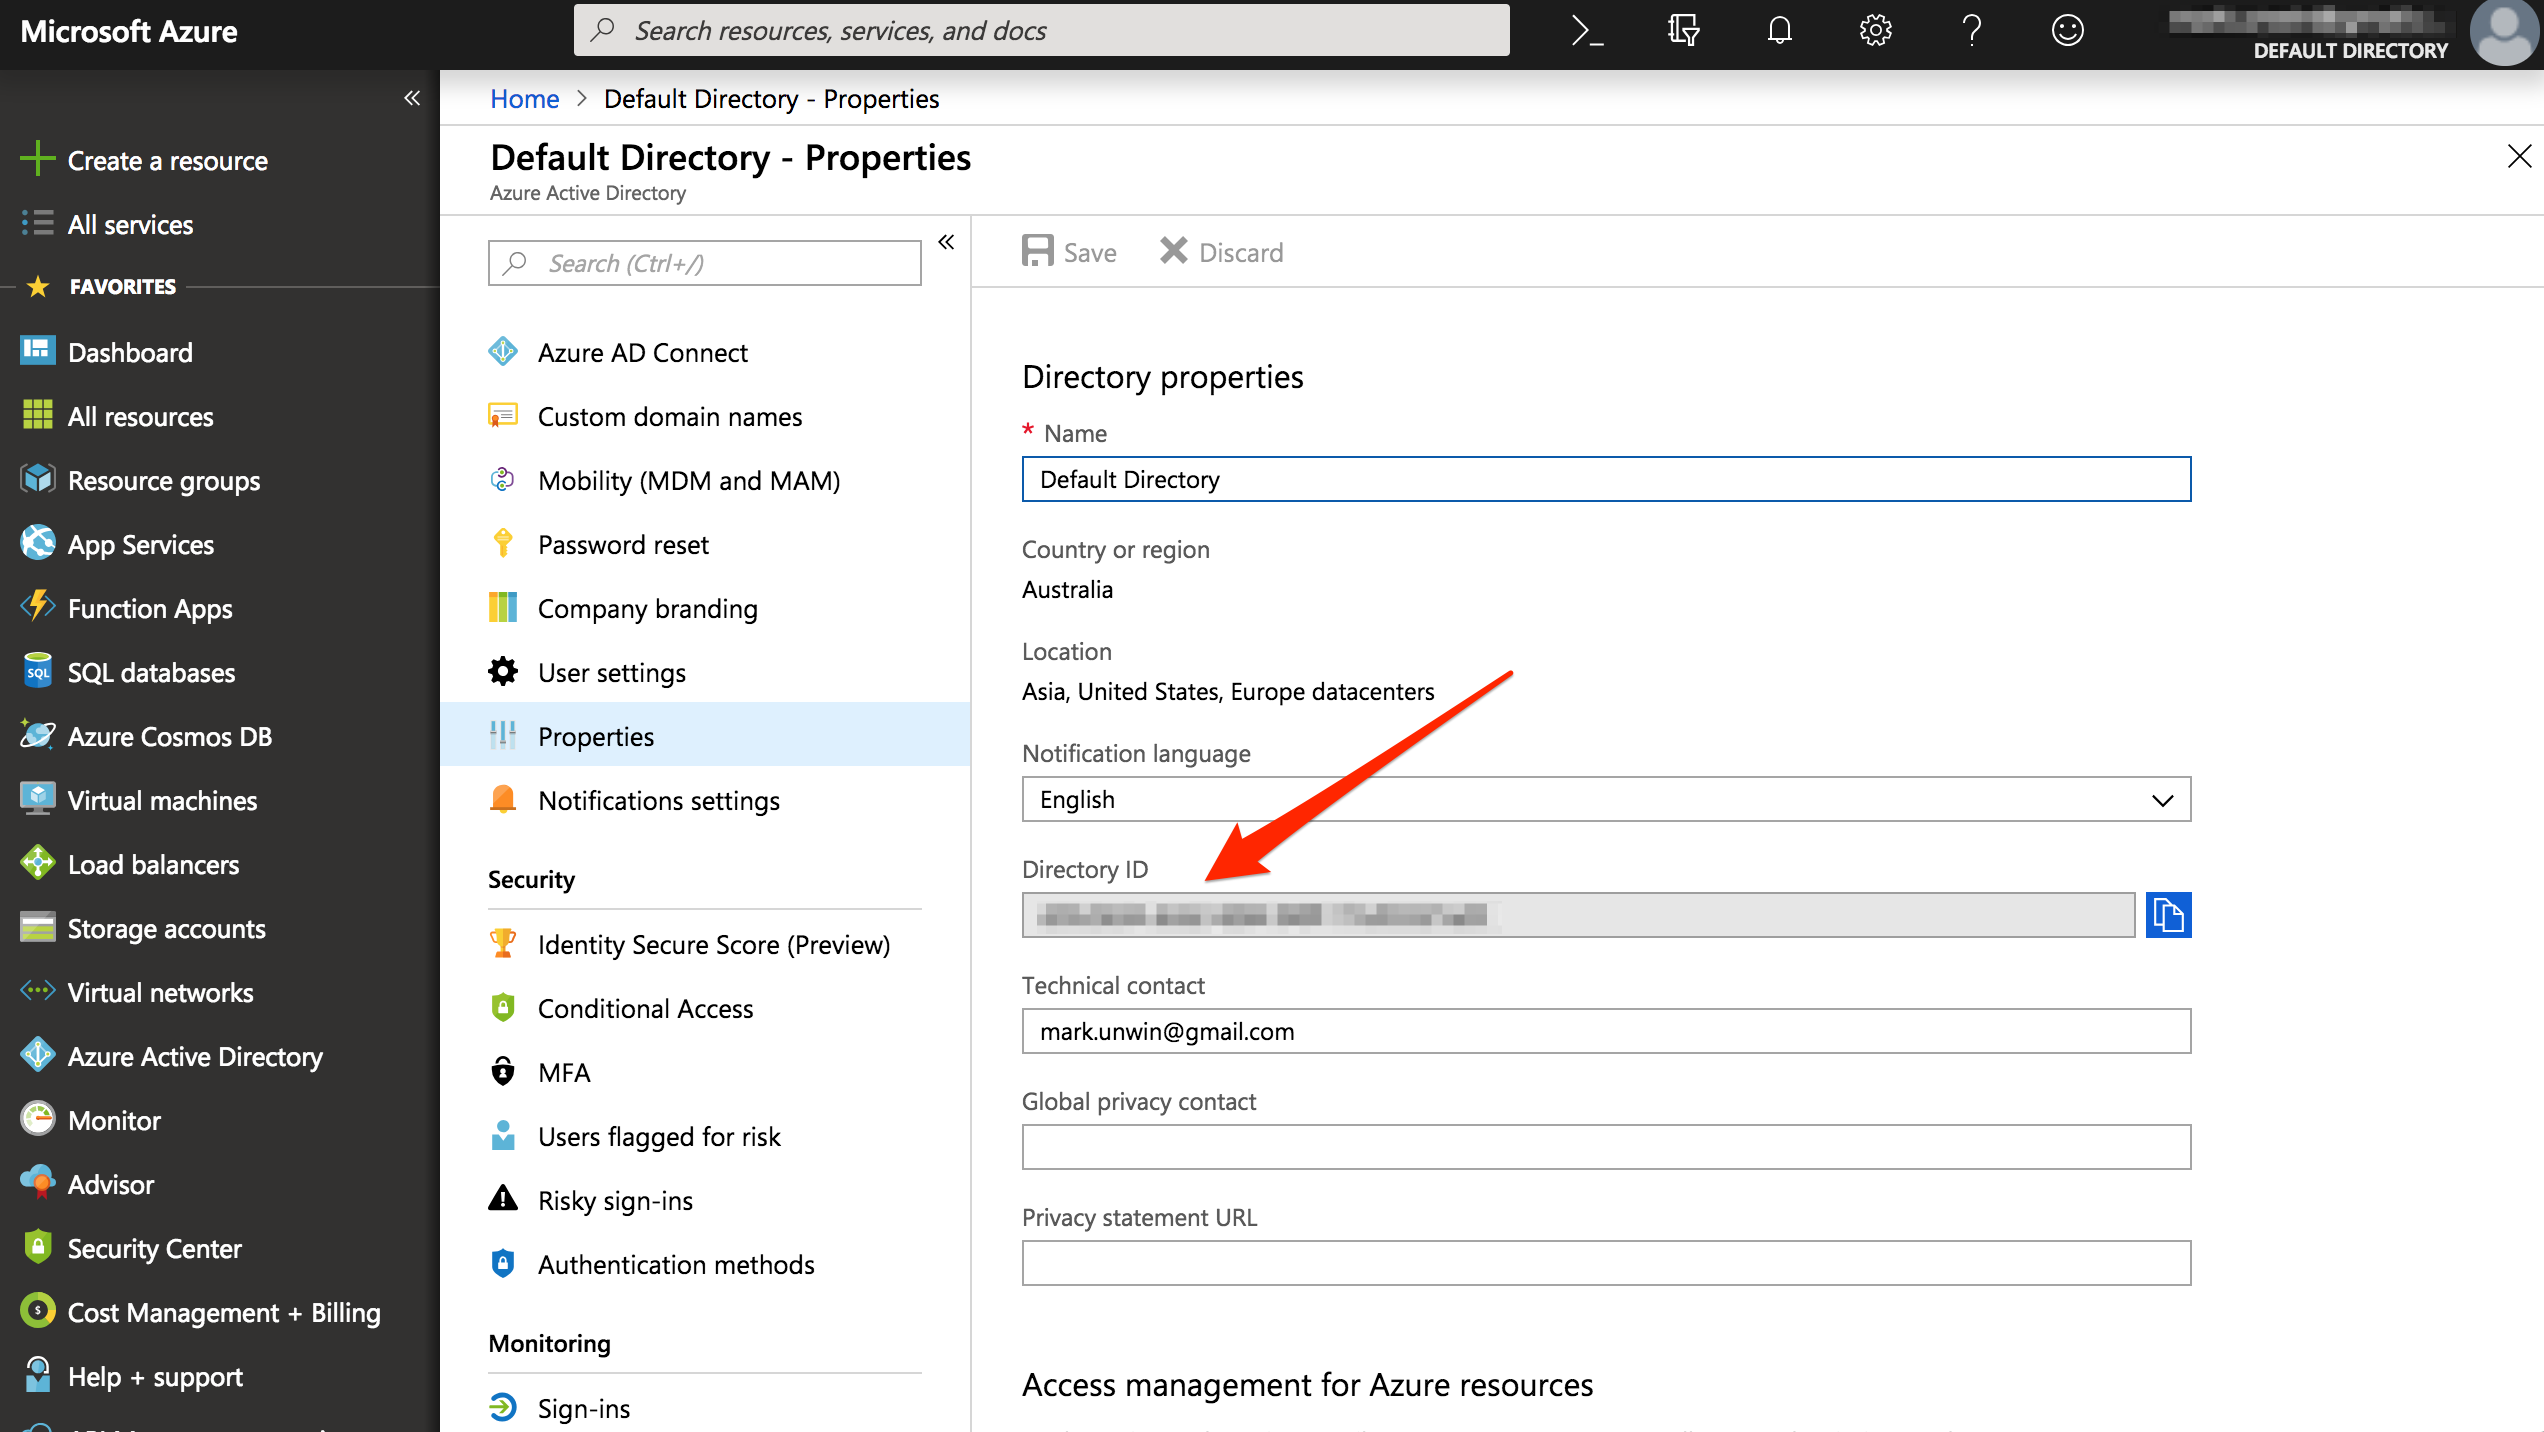 Microsoft Azure
Search resources, services, and docs
DEFAULT DIRECTORY
Create a resource
All services
FAVORITES
Dashboard
All resources
Resource groups
App Services
Function Apps
SQL
SQL databases
Azure Cosmos DB
Virtual machines
Load balancers
Storage accounts
Virtual networks
Azure Active Directory
Monitor
Advisor
Security Center
Cost Management + Billing
Help + support
Home > Default Directory - Properties
Default Directory - Properties
Azure Active Directory
Search (Ctrl+/)
Azure AD Connect
Custom domain names
Mobility (MDM and MAM)
Password reset
Company branding
User settings
Properties
Notifications settings
Security
Identity Secure Score (Preview)
Conditional Access
MFA
Users flagged for risk
Risky sign-ins
Authentication methods
Monitoring
Sign-ins
Save
Discard
Directory properties
* Name
Default Directory
Country or region
Australia
Location
Asia, United States, Europe datacenters
Notification language
English
Directory ID
Technical contact
mark.unwin@gmail.com
Global privacy contact
Privacy statement URL
Access management for Azure resources